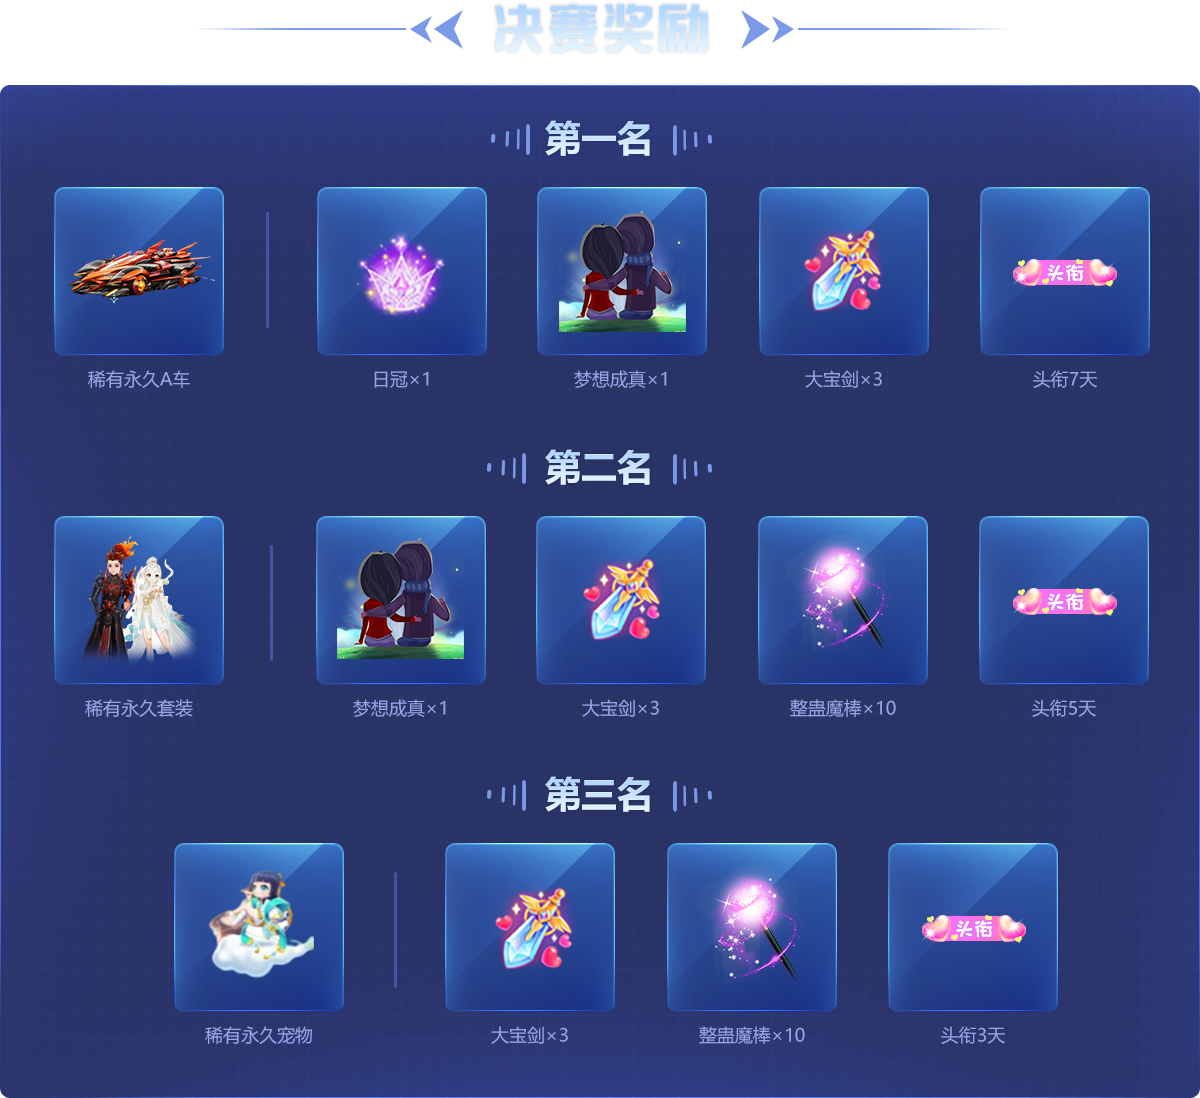 决赛奖励
第一名
头衔
稀有永久A车
日冠×1
梦想成真×1
大宝剑×3
头衔7天
第二名
头衔
稀有永久套装
梦想成真×1
大宝剑×3
整蛊魔棒×10
头衔5天
第三名
头衔
稀有永久宠物
大宝剑×3
整蛊魔棒×10
头衔3天